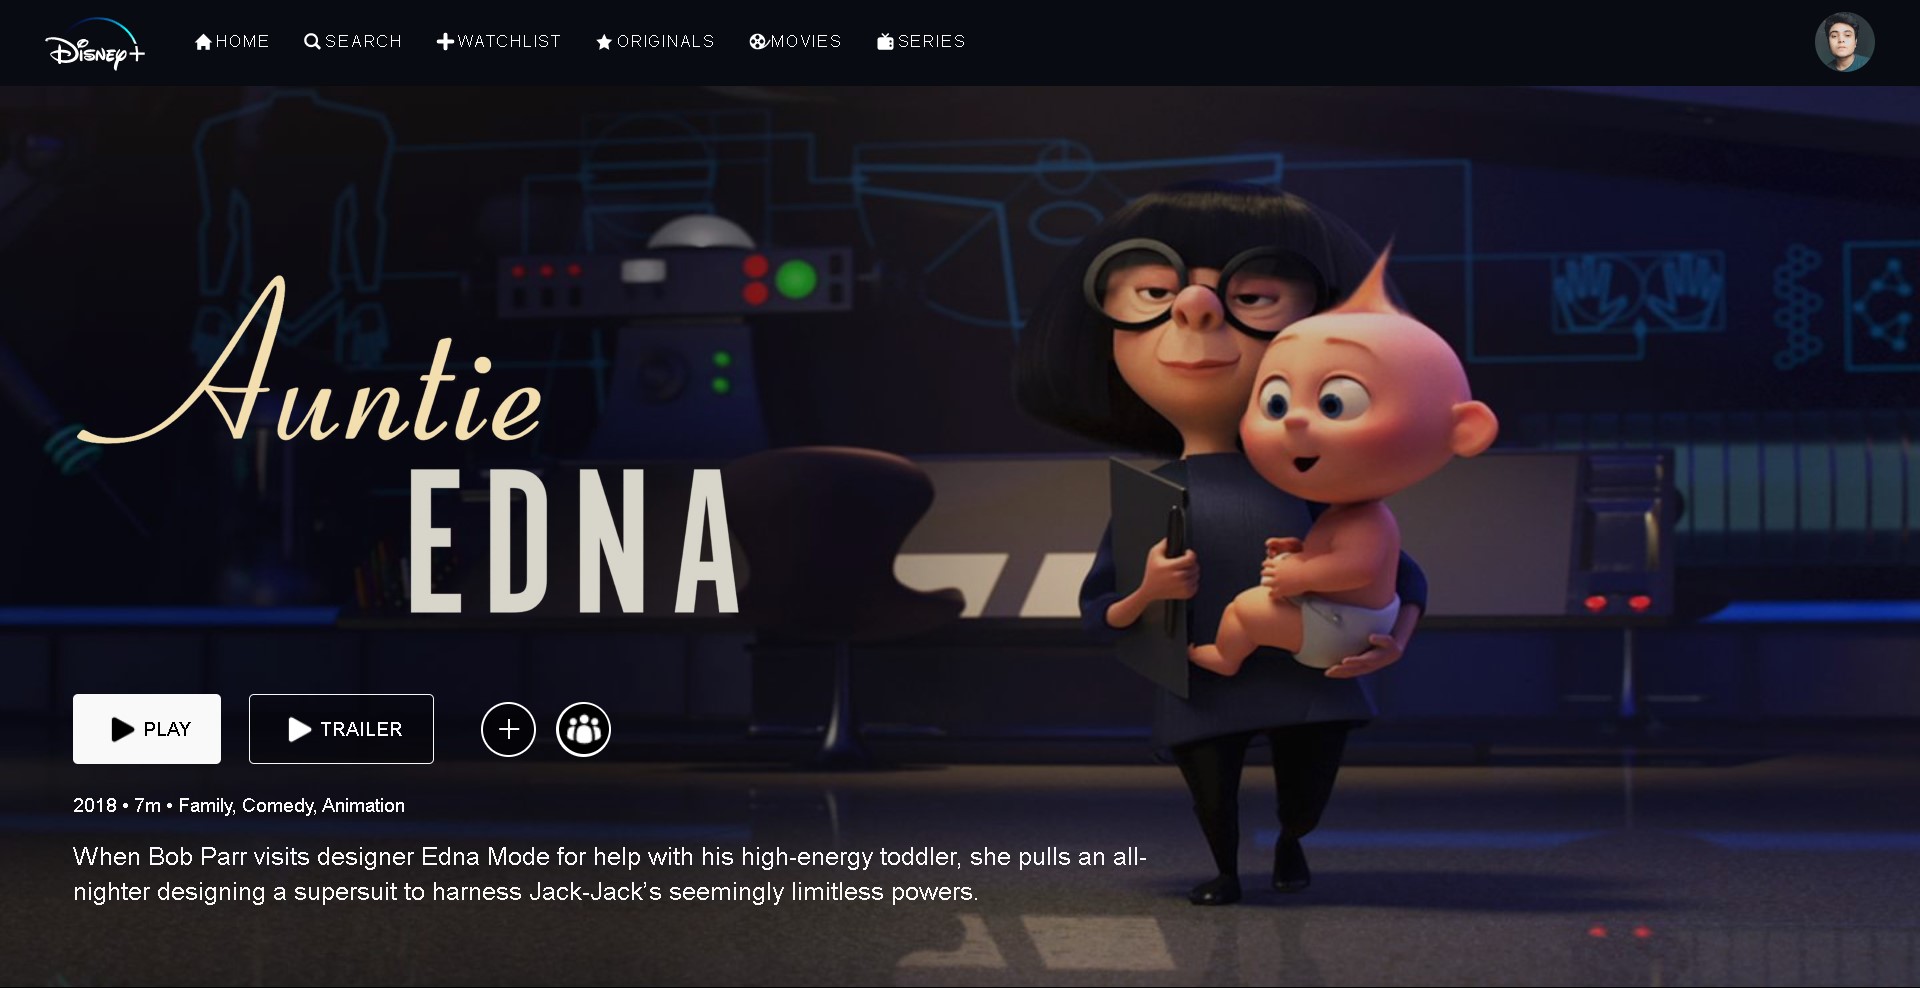 Disney+
HOME
SEARCH
WATCHLIST
ORIGINALS
MOVIES
SERIES
Auntie
EDNA
PLAY
TRAILER
2018 • 7m • Family, Comedy, Animation
When Bob Parr visits designer Edna Mode for help with his high-energy toddler, she pulls an all-
nighter designing a supersuit to harness Jack-Jack’s seemingly limitless powers.